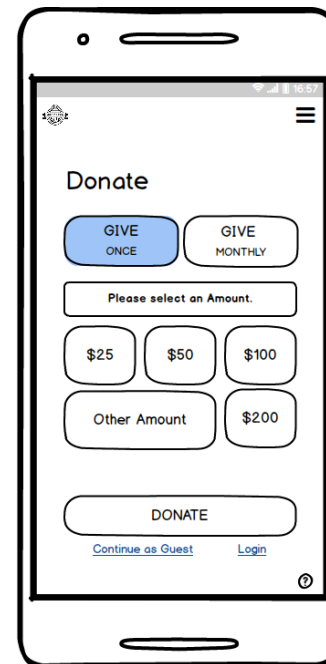 16:57
Donate
GIVE ONCE
GIVE MONTHLY
Please select an Amount.
$25 $50 $100
Other Amount $200
DONATE
Continue as Guest Login
?